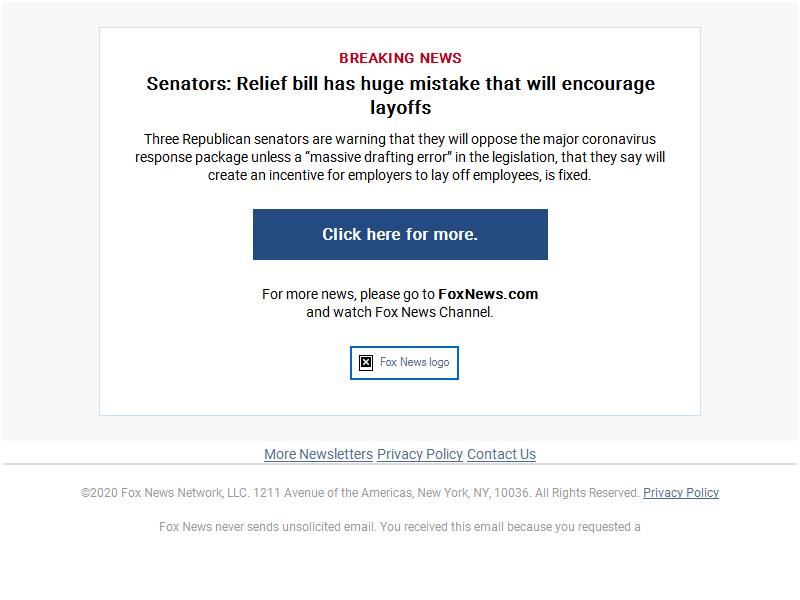 BREAKING NEWS
Senators: Relief bill has huge mistake that will encourage
layoffs
Three Republican senators are warning that they will oppose the major coronavirus
response package unless a “massive drafting error” in the legislation, that they say will
create an incentive for employers to lay off employees, is fixed.
Click here for more.
For more news, please go to FoxNews.com
and watch Fox News Channel.
Fox News logo
More Newsletters Privacy Policy Contact Us
©2020 Fox News Network, LLC. 1211 Avenue of the Americas, New York, NY, 10036. All Rights Reserved. Privacy Policy
Fox News never sends unsolicited email. You received this email because you requested a